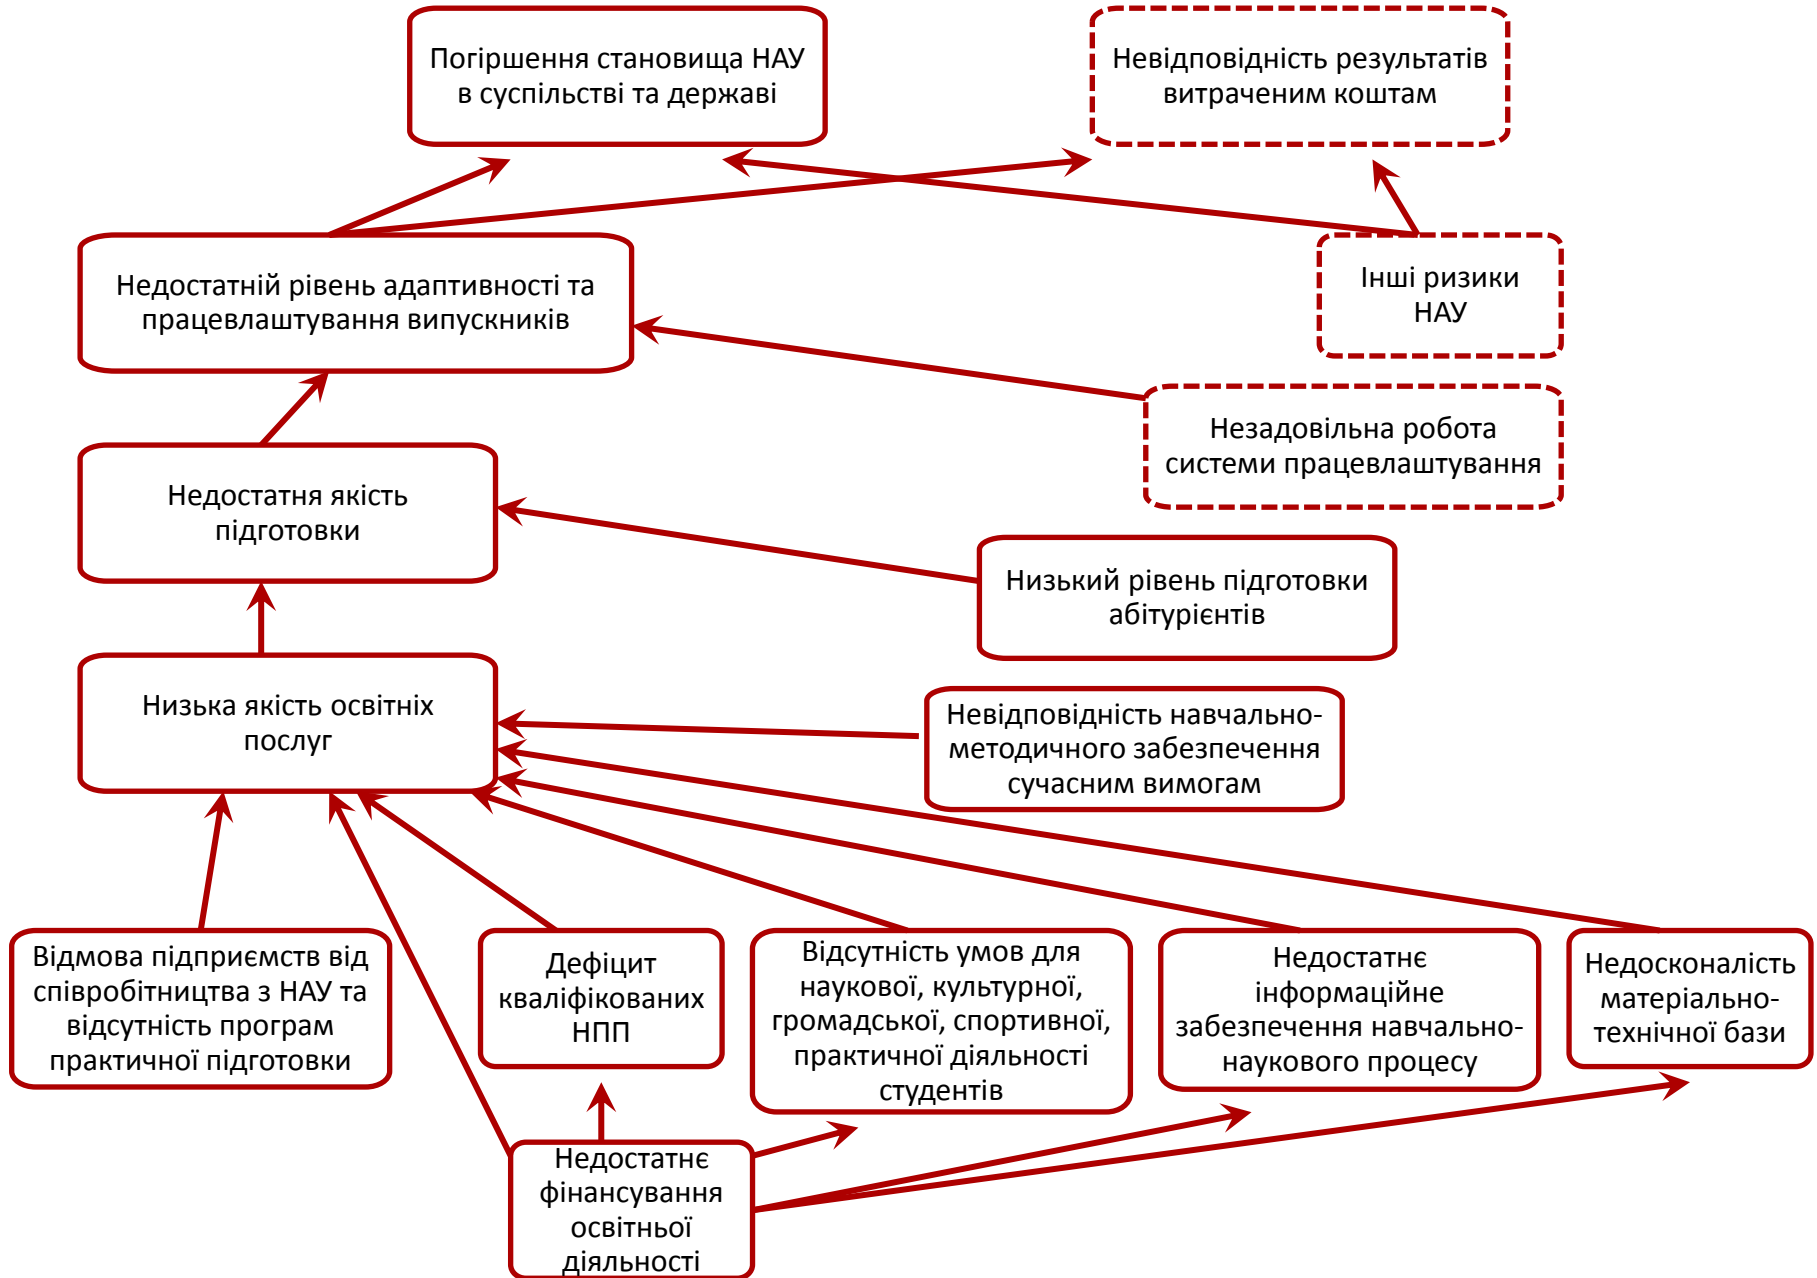 Погіршення становища НАУ
в суспільстві та державі
Невідповідність результатів
витраченим коштам
Недостатній рівень адаптивності та
працевлаштування випускників
Інші ризики
НАУ
Незадовільна робота
системи працевлаштування
Недостатня якість
підготовки
Низький рівень підготовки
абітурієнтів
Низька якість освітніх
послуг
Невідповідність навчально-
методичного забезпечення
сучасним вимогам
Відмова підприємств від
співробітництва з НАУ та
відсутність програм
практичної підготовки
Дефіцит
кваліфікованих
НПП
Відсутність умов для
наукової, культурної,
громадської, спортивної,
практичної діяльності
студентів
Недостатнє
інформаційне
забезпечення навчально-
наукового процесу
Недосконалість
матеріально-
технічної бази
Недостатнє
фінансування
освітньої
діяльності